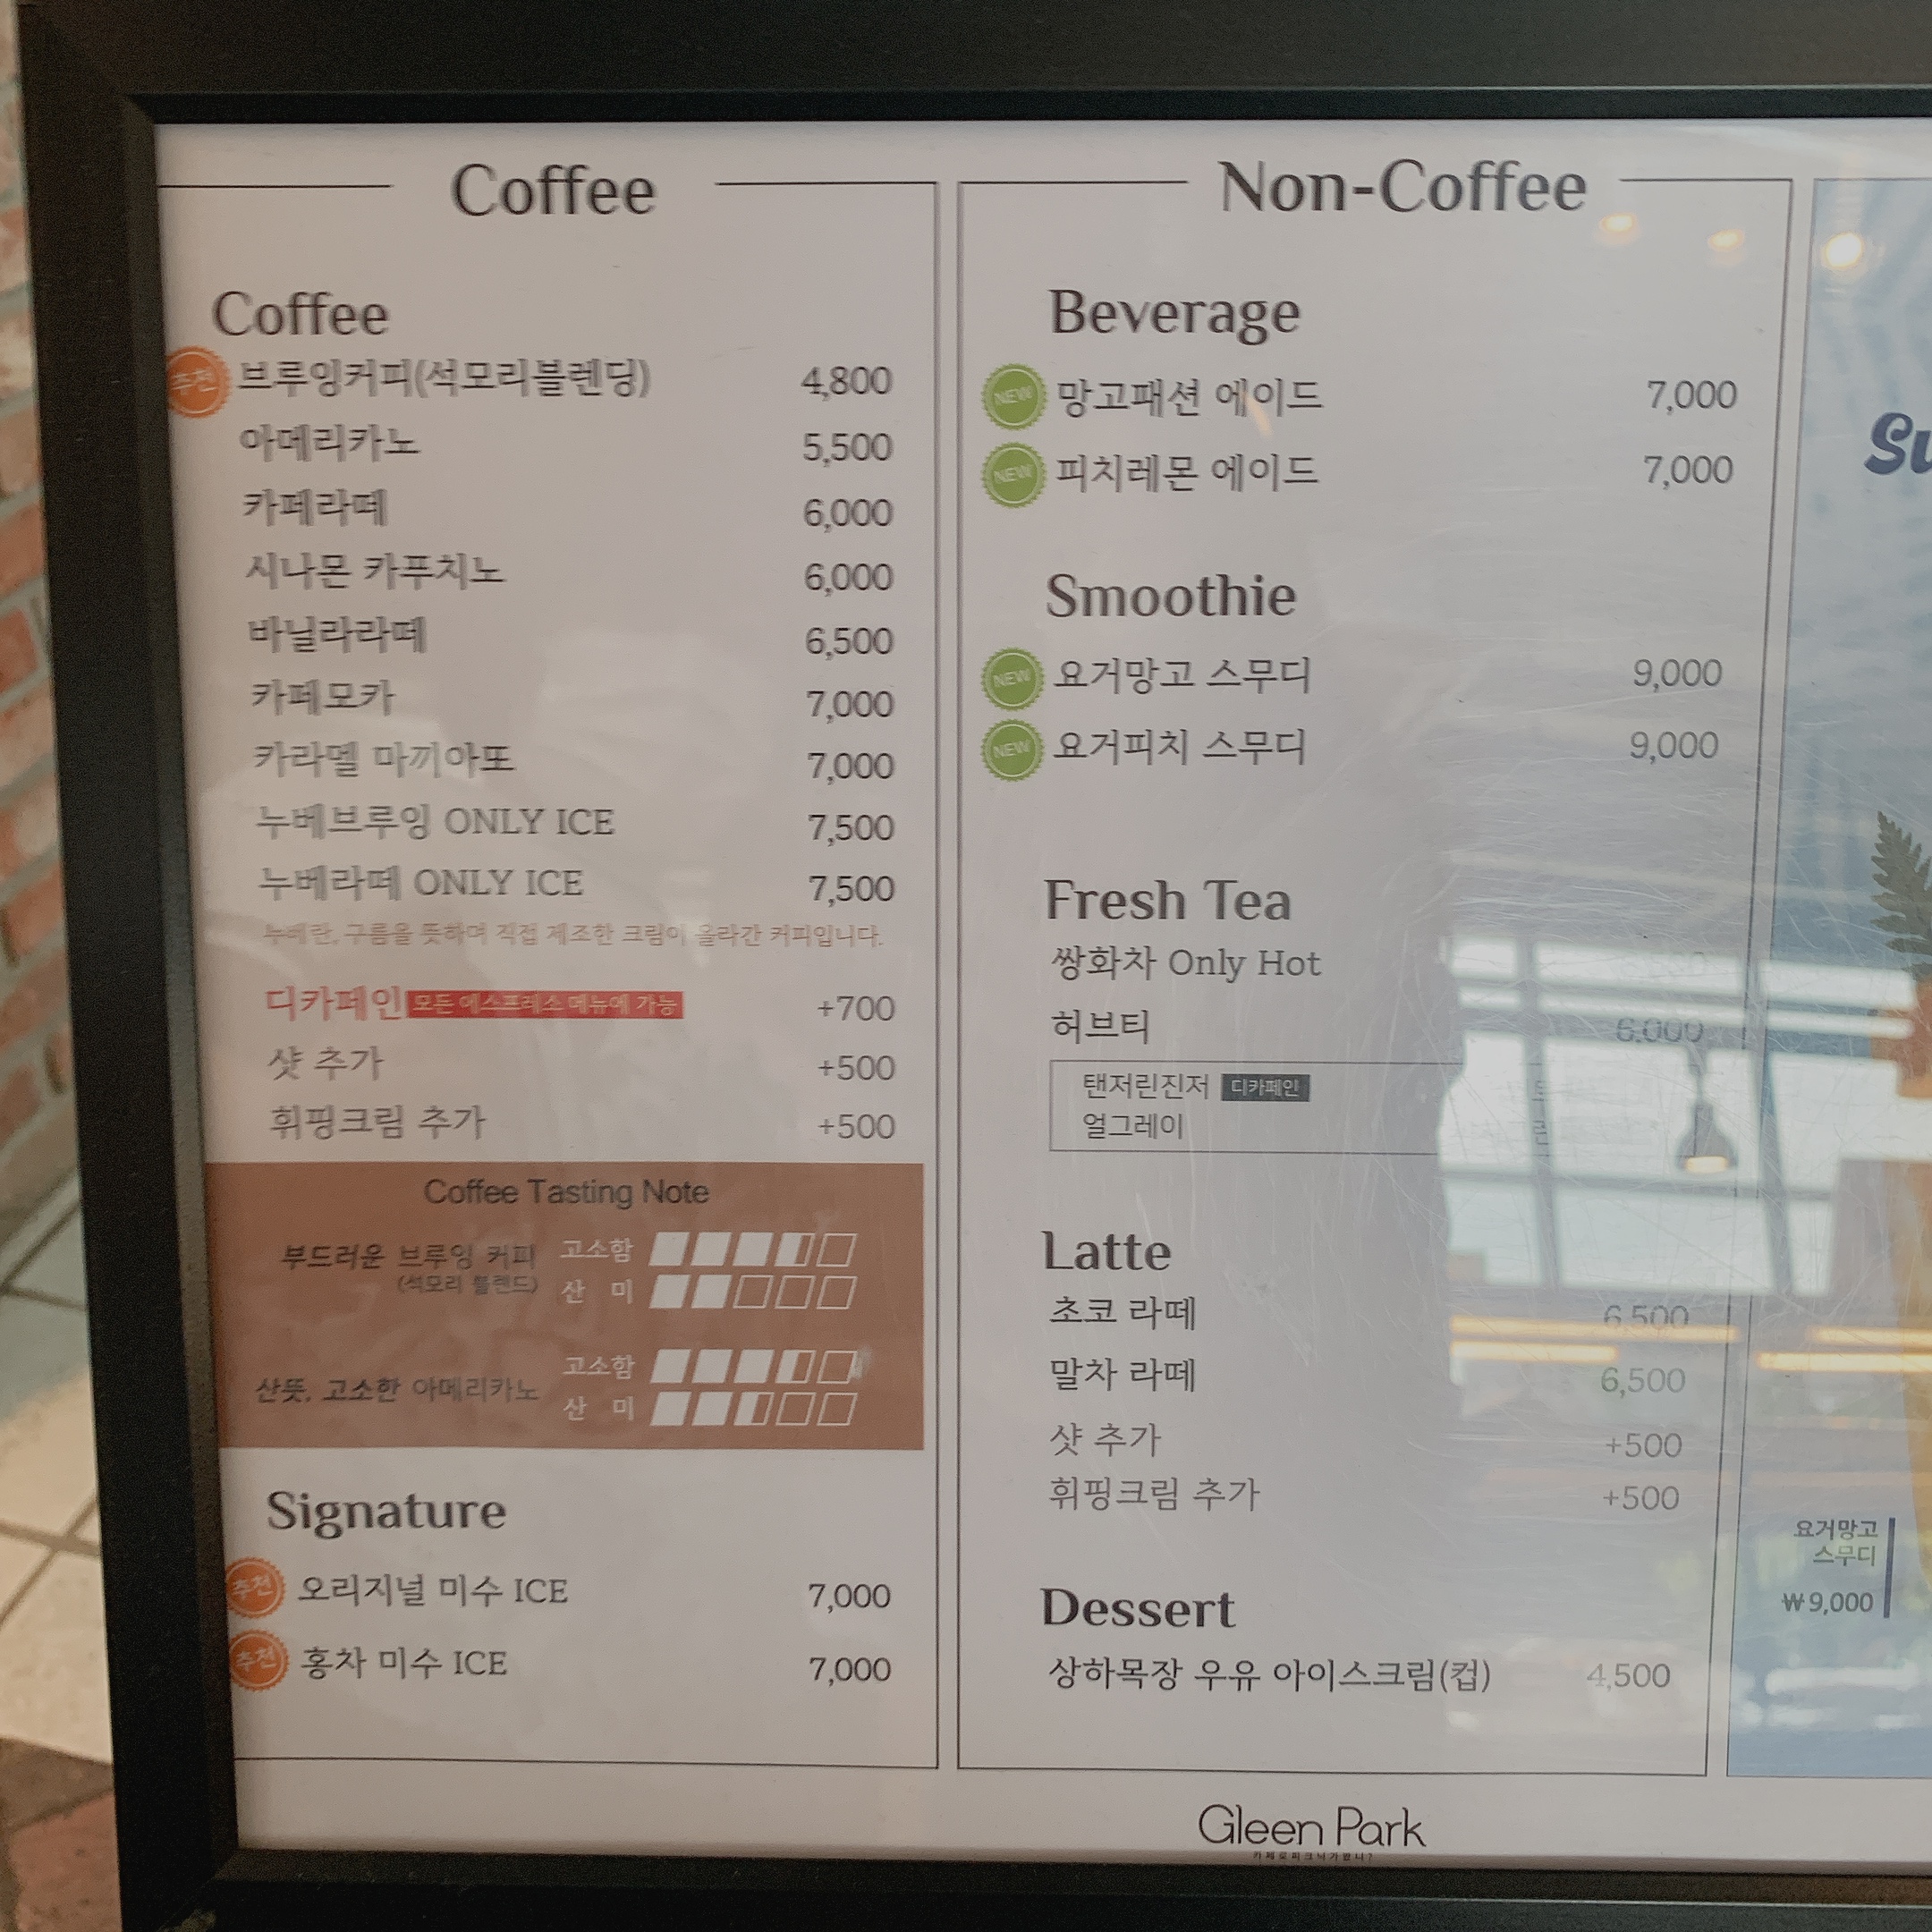 Coffee
Coffee
추천 브루잉커피(석모리블렌딩) 4,800
아메리카노 5,500
카페라떼 6,000
시나몬 카푸치노 6,000
바닐라라떼 6,500
카페모카 7,000
카라멜 마끼아또 7,000
누베브루잉 ONLY ICE 7,500
누베라떼 ONLY ICE 7,500
누베란, 구름을 뜻하며 직접 제조한 크림이 올라간 커피입니다.
디카페인 모든 에스프레소 메뉴에 가능 +700
샷 추가 +500
휘핑크림 추가 +500
Coffee Tasting Note
부드러운 브루잉 커피 고소함
(석모리 블렌드) 산 미
고소함
산뜻, 고소한 아메리카노
산 미
Signature
추천 오리지널 미수 ICE 7,000
추천 홍차 미수 ICE 7,000
Non-Coffee
Beverage
NEW 망고패션 에이드 7,000
NEW 피치레몬 에이드 7,000
Smoothie
NEW 요거망고 스무디 9,000
NEW 요거피치 스무디 9,000
Fresh Tea
쌍화차 Only Hot
허브티 6,000
탠저린진저 디카페인
얼그레이
Latte
초코 라떼 6,500
말차 라떼 6,500
샷 추가 +500
휘핑크림 추가 +500
Dessert
상하목장 우유 아이스크림(컵) 4,500
요거망고
스무디
₩9,000
Gleen Park